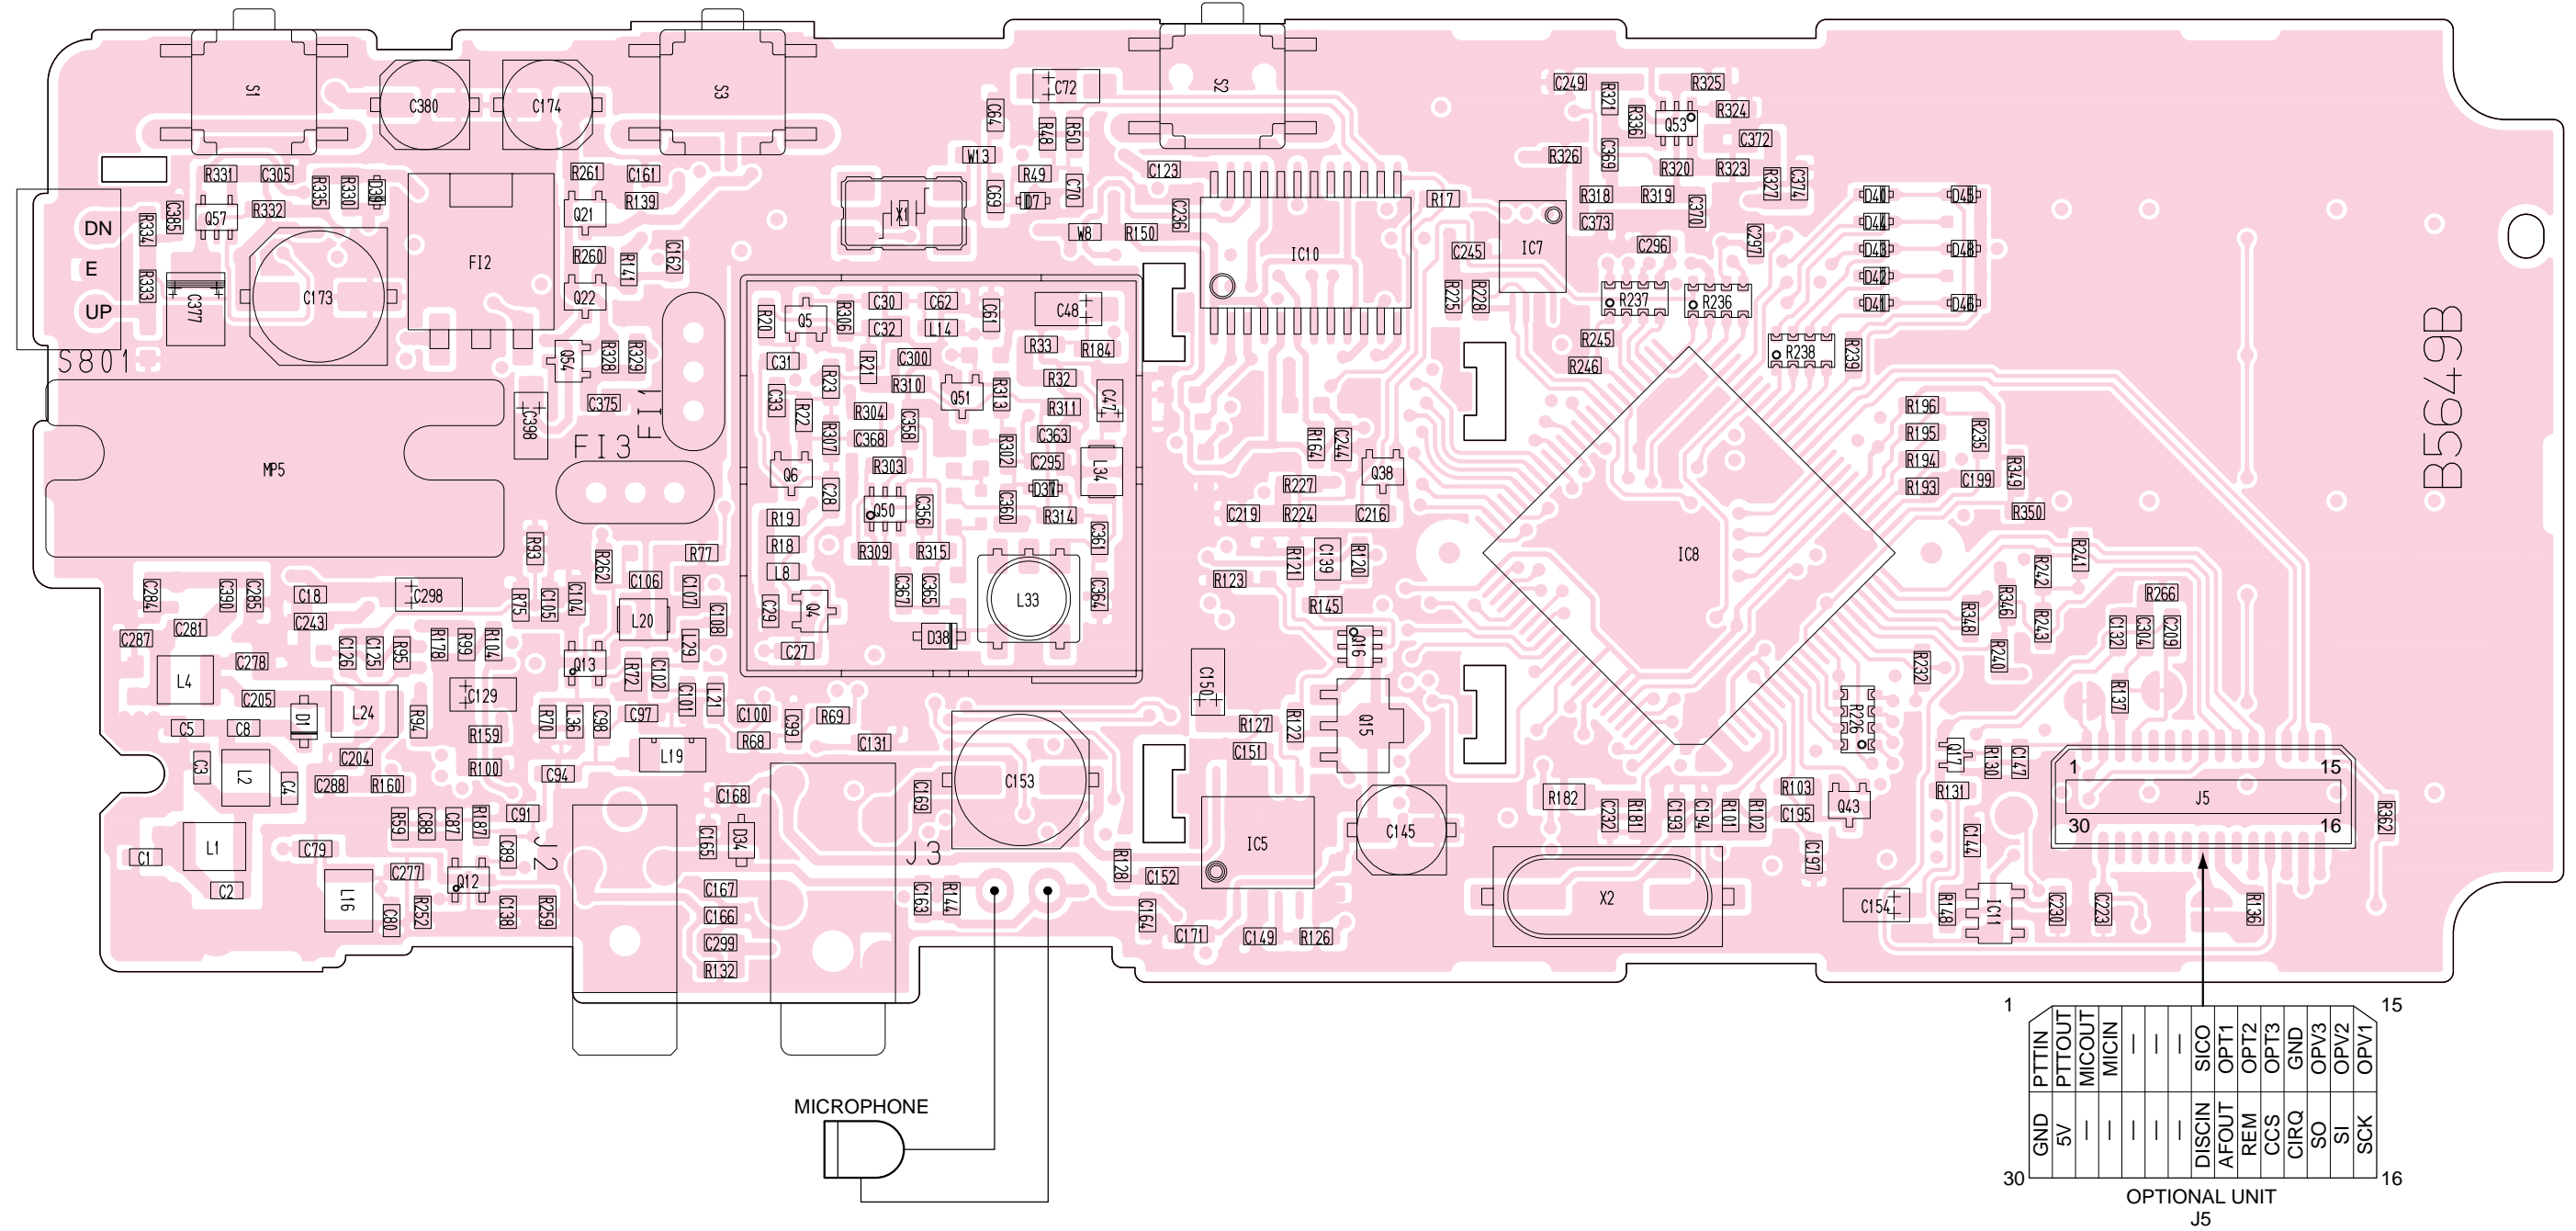 S1
C380
C174
S3
C72
S2
C249
R321
R325
R336
Q53
R324
C372
C64
R48
R50
W13
R49
C69
D7
C70
C123
R326
C369
R320
R323
R327
C374
R331
C305
R335
R330
D39
R261
C161
R139
R334
C385
Q57
R332
Q21
X1
C236
R17
R318
R319
C370
C373
D40
D45
D44
DN
E
UP
R333
C377
C173
FI2
R260
R141
C162
Q22
W8
R150
IC10
C245
IC7
C296
C297
D43
D48
D42
D41
D46
R225
R228
R237
R236
R20
Q5
R306
C30
C62
C61
C48
C32
L14
R33
R184
R245
R246
R238
R239
S801
Q54
R328
R329
FI1
C31
R21
C300
R23
R310
Q51
R313
R32
R311
C47
C33
R22
R304
C358
C375
C398
FI3
R307
C368
C363
R302
C295
L34
R303
R164
C244
Q38
R196
R195
R235
R194
R193
C199
R349
B5649B
MP5
Q6
C28
D37
C360
R314
Q50
C356
R227
C219
R224
C216
R350
R19
R18
L8
R309
R315
C361
R93
R262
R77
R121
C139
R120
R123
IC8
R242
R241
C284
C390
C285
C18
C298
R75
C105
C104
C106
C107
C29
Q4
C367
C365
L33
C364
R145
R346
R266
C287
C281
C243
L20
C108
R348
R243
C132
C304
C209
C126
C125
R95
R178
R99
R104
Q13
L29
C27
D38
Q16
R240
R232
L4
C278
R72
C102
C205
D1
L24
C129
C101
L21
C150
R137
C5
C8
R94
R159
R70
L36
C98
C97
C100
C99
R69
R68
C131
R127
R122
Q15
C151
R226
C3
L2
C4
C204
R100
C288
R160
C94
L19
Q17
R130
C147
1
15
C168
C169
C153
R182
R103
R131
J5
R59
C88
C87
R187
C91
C232
R181
C193
C194
R101
R102
C195
Q43
30
16
R362
L1
C1
C79
C2
C89
J2
C165
D34
J3
IC5
C145
C144
C277
Q12
R128
C152
C197
L16
C80
R252
C138
R259
C167
C163
R144
X2
C154
R148
IC11
C230
C223
R136
C166
C299
R132
C164
C171
C149
R126
1
15
PTTIN
PTTOUT
MICOUT
MICIN
—
—
—
SICO
OPT1
OPT2
OPT3
GND
OPV3
OPV2
OPV1
GND
5V
—
—
—
—
—
DISCIN
AFOUT
REM
CCS
CIRQ
SO
SI
SCK
30
16
MICROPHONE
OPTIONAL UNIT
J5